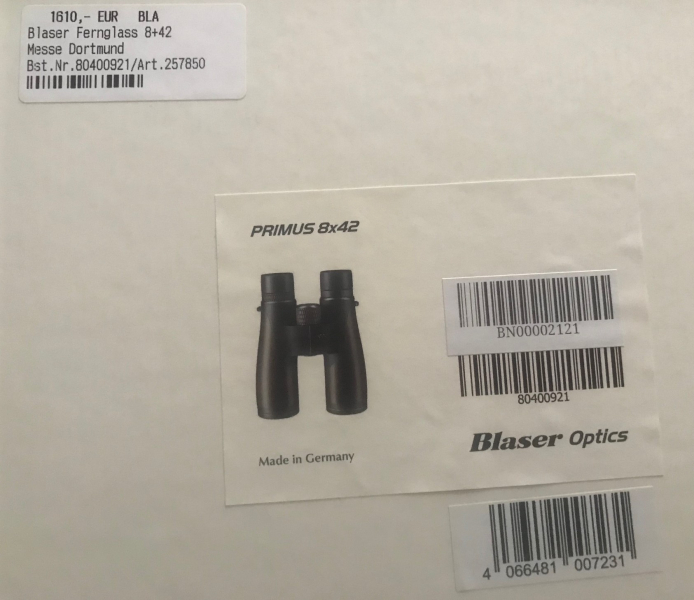 1610,- EUR BLA
Blaser Fernglass 8+42
Messe Dortmund
Bst.Nr.80400921/Art.257850
PRIMUS 8x42
BN00002121
80400921
Blaser Optics
Made in Germany
4 066481 007231